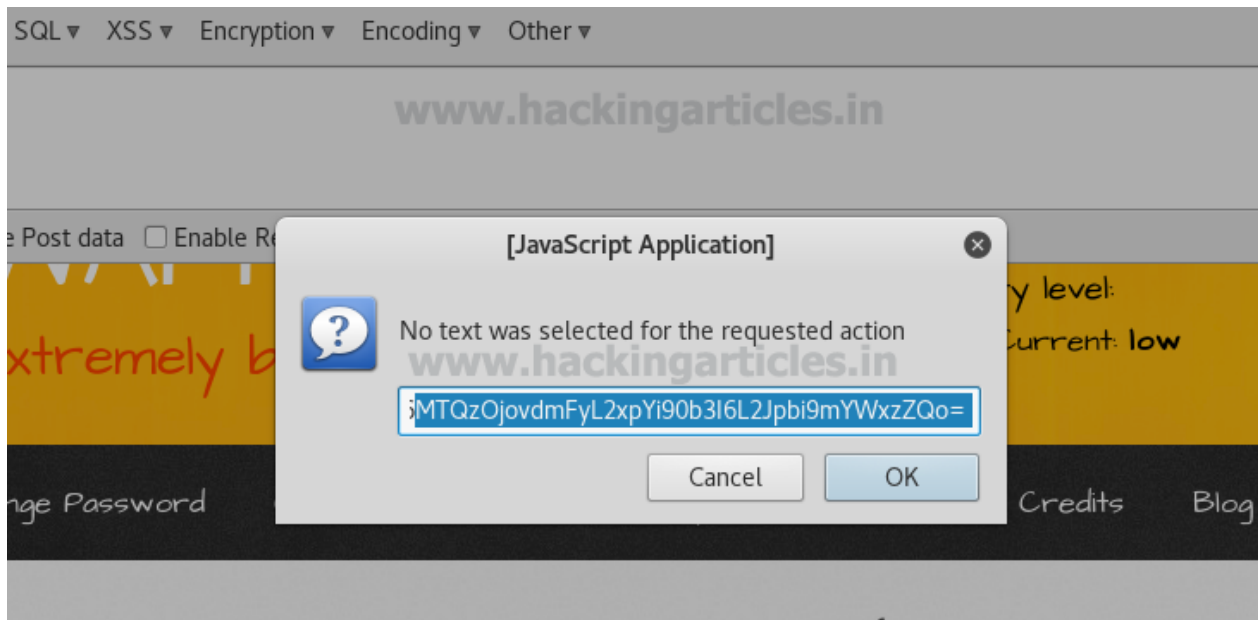 SQL XSS Encryption Encoding Other
www.hackingarticles.in
Post data Enable
[JavaScript Application]
y level:
No text was selected for the requested action
Current: low
xtremely b
www.hackingarticles.in
MTQzOjovdmFyL2xpYi90b3I6L2Jpbi9mYWxzZQo=
Cancel OK
nge Password Credits Blog